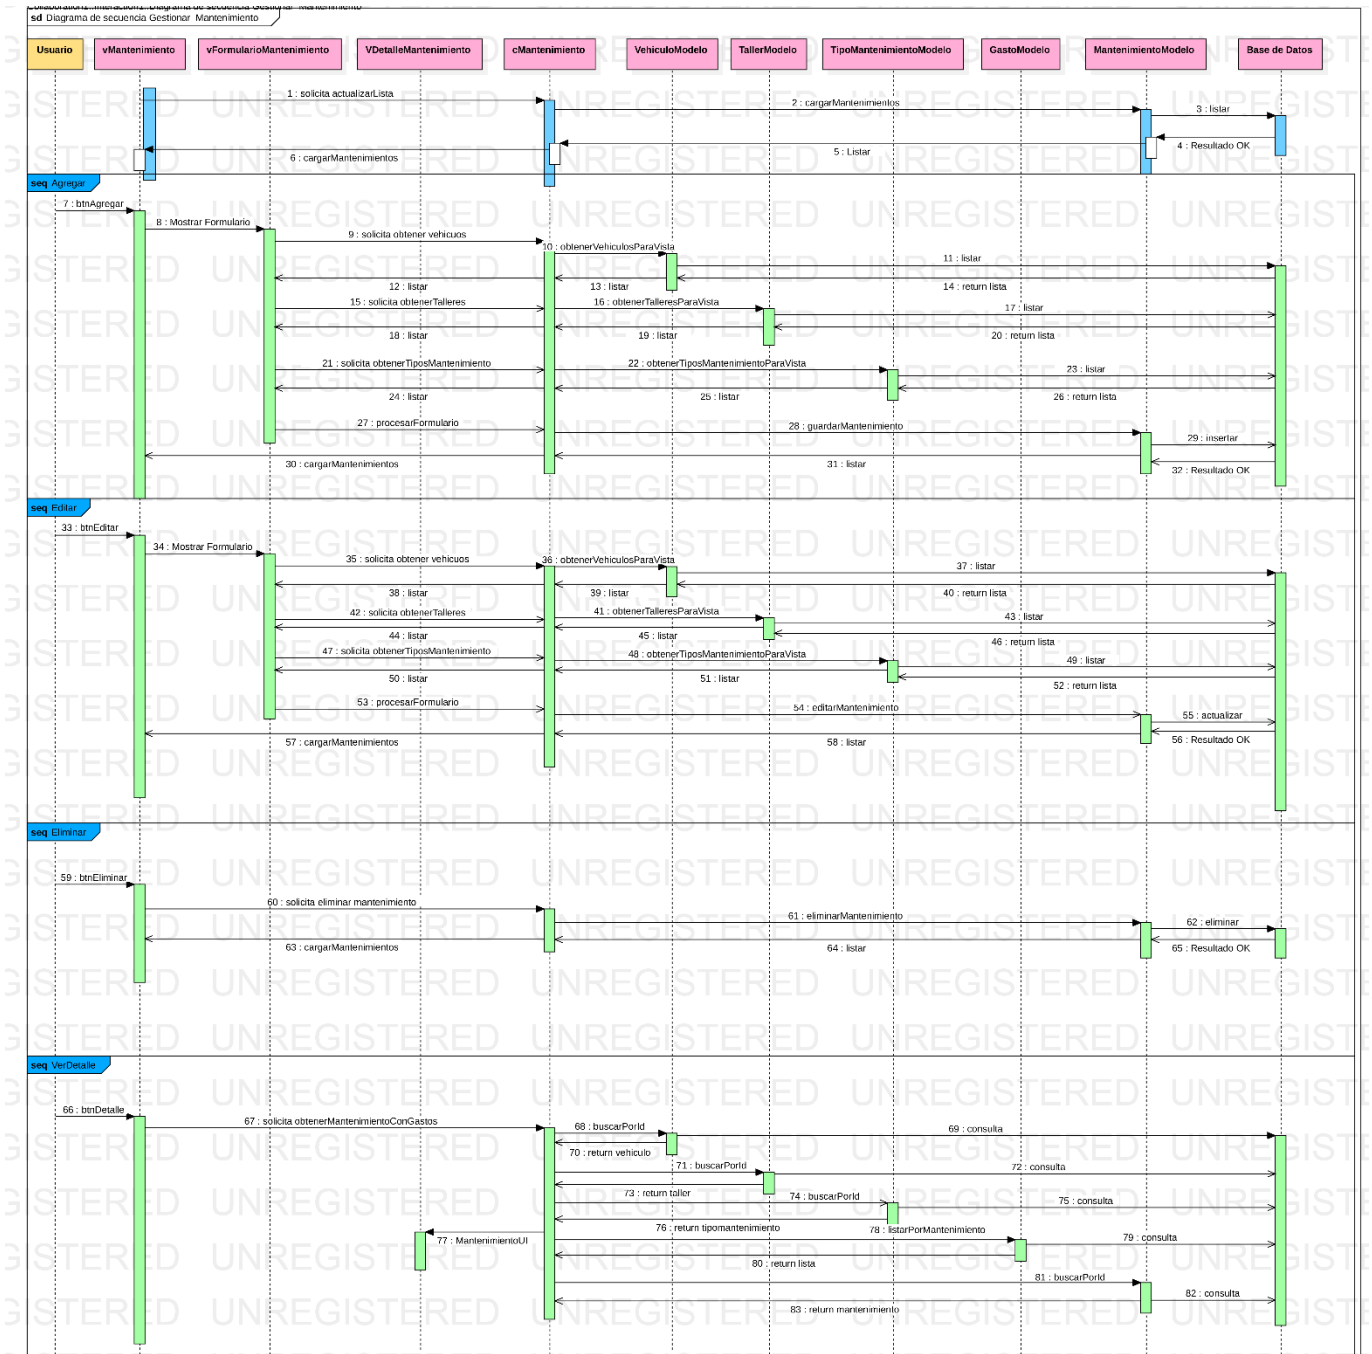 Collaboration1::Interaction1::Diagrama de secuencia Gestionar Mantenimiento
sd Diagrama de secuencia Gestionar Mantenimiento
Usuario
vMantenimiento
vFormularioMantenimiento
VDetalleMantenimiento
cMantenimiento
VehiculoModelo
TallerModelo
TipoMantenimientoModelo
GastoModelo
MantenimientoModelo
Base de Datos
1 : solicita actualizarLista
2 : cargarMantenimientos
3 : listar
4 : Resultado OK
5 : Listar
6 : cargarMantenimientos
seq Agregar
7 : btnAgregar
8 : Mostrar Formulario
9 : solicita obtener vehicuos
10 : obtenerVehiculosParaVista
11 : listar
12 : listar
13 : listar
14 : return lista
15 : solicita obtenerTalleres
16 : obtenerTalleresParaVista
17 : listar
18 : listar
19 : listar
20 : return lista
21 : solicita obtenerTiposMantenimiento
22 : obtenerTiposMantenimientoParaVista
23 : listar
24 : listar
25 : listar
26 : return lista
27 : procesarFormulario
28 : guardarMantenimiento
29 : insertar
30 : cargarMantenimientos
31 : listar
32 : Resultado OK
seq Editar
33 : btnEditar
34 : Mostrar Formulario
35 : solicita obtener vehicuos
36 : obtenerVehiculosParaVista
37 : listar
38 : listar
39 : listar
40 : return lista
42 : solicita obtenerTalleres
41 : obtenerTalleresParaVista
43 : listar
44 : listar
45 : listar
46 : return lista
47 : solicita obtenerTiposMantenimiento
48 : obtenerTiposMantenimientoParaVista
49 : listar
50 : listar
51 : listar
52 : return lista
53 : procesarFormulario
54 : editarMantenimiento
55 : actualizar
57 : cargarMantenimientos
58 : listar
56 : Resultado OK
seq Eliminar
59 : btnEliminar
60 : solicita eliminar mantenimiento
61 : eliminarMantenimiento
62 : eliminar
63 : cargarMantenimientos
64 : listar
65 : Resultado OK
seq VerDetalle
66 : btnDetalle
67 : solicita obtenerMantenimientoConGastos
68 : buscarPorId
69 : consulta
70 : return vehiculo
71 : buscarPorId
72 : consulta
73 : return taller
74 : buscarPorId
75 : consulta
76 : return tipomantenimiento
77 : MantenimientoUI
78 : listarPorMantenimiento
79 : consulta
80 : return lista
81 : buscarPorId
82 : consulta
83 : return mantenimiento
UNREGISTERED